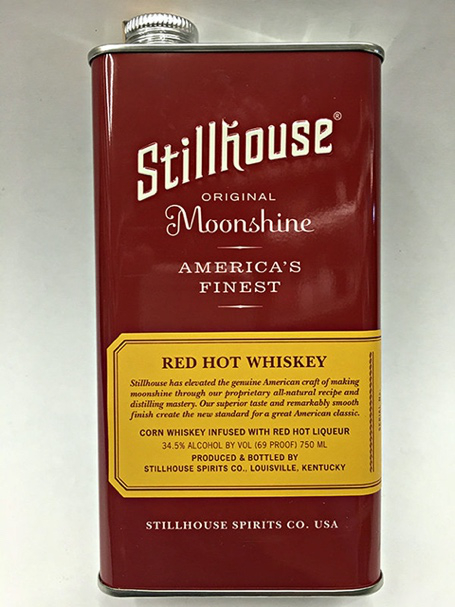 Stillhouse®
ORIGINAL
Moonshine
AMERICA'S
FINEST
RED HOT WHISKEY
Stillhouse has elevated the genuine American craft of making
moonshine through our proprietary all-natural recipe and
distilling mastery. Our superior taste and remarkably smooth
finish create the new standard for a great American classic.
CORN WHISKEY INFUSED WITH RED HOT LIQUEUR
34.5% ALCOHOL BY VOL (69 PROOF) 750 ML
PRODUCED & BOTTLED BY
STILLHOUSE SPIRITS CO., LOUISVILLE, KENTUCKY
STILLHOUSE SPIRITS CO. USA